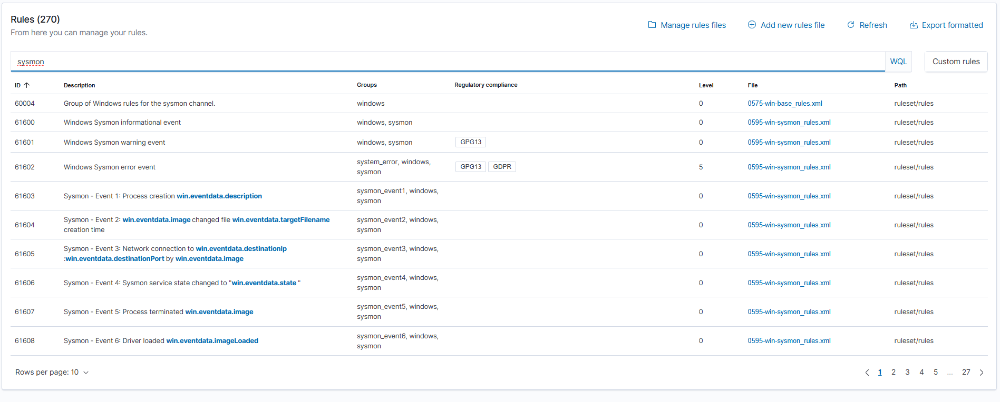 Rules (270)
From here you can manage your rules.
Manage rules files
Add new rules file
Refresh
Export formatted
sysmon
WQL
Custom rules
ID Description Groups Regulatory compliance Level File Path
60004 Group of Windows rules for the sysmon channel. windows 0 0575-win-base_rules.xml ruleset/rules
61600 Windows Sysmon informational event windows, sysmon 0 0595-win-sysmon_rules.xml ruleset/rules
61601 Windows Sysmon warning event windows, sysmon GPG13 0 0595-win-sysmon_rules.xml ruleset/rules
61602 Windows Sysmon error event system_error, windows,
sysmon GPG13 GDPR 5 0595-win-sysmon_rules.xml ruleset/rules
61603 Sysmon - Event 1: Process creation win.eventdata.description sysmon_event1, windows,
sysmon 0 0595-win-sysmon_rules.xml ruleset/rules
61604 Sysmon - Event 2: win.eventdata.image changed file win.eventdata.targetFilename
creation time sysmon_event2, windows,
sysmon 0 0595-win-sysmon_rules.xml ruleset/rules
61605 Sysmon - Event 3: Network connection to win.eventdata.destinationIp
:win.eventdata.destinationPort by win.eventdata.image sysmon_event3, windows,
sysmon 0 0595-win-sysmon_rules.xml ruleset/rules
61606 Sysmon - Event 4: Sysmon service state changed to "win.eventdata.state " sysmon_event4, windows,
sysmon 0 0595-win-sysmon_rules.xml ruleset/rules
61607 Sysmon - Event 5: Process terminated win.eventdata.image sysmon_event5, windows,
sysmon 0 0595-win-sysmon_rules.xml ruleset/rules
61608 Sysmon - Event 6: Driver loaded win.eventdata.imageLoaded sysmon_event6, windows,
sysmon 0 0595-win-sysmon_rules.xml ruleset/rules
Rows per page: 10
1 2 3 4 5 ... 27